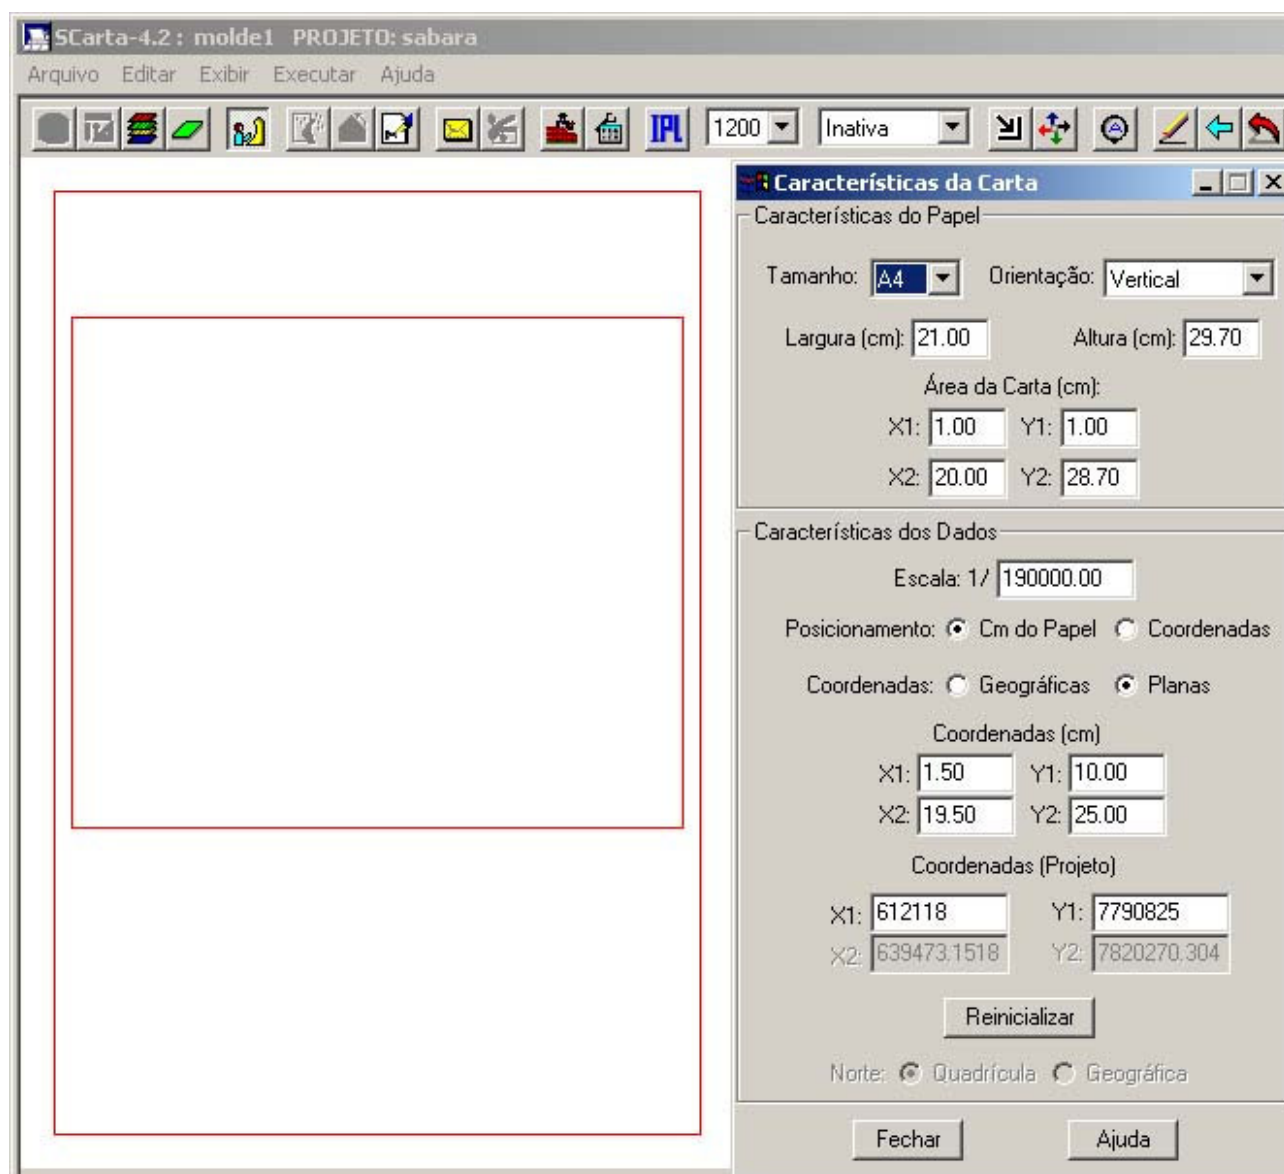 SCarta-4.2 : molde1 PROJETO: sabara
Arquivo Editar Exibir Executar Ajuda
IPL 1200 Inativa A
Características da Carta
Características do Papel
Tamanho: A4 Orientação: Vertical
Largura (cm): 21.00 Altura (cm): 29.70
Área da Carta (cm):
X1: 1.00 Y1: 1.00
X2: 20.00 Y2: 28.70
Características dos Dados
Escala: 1/ 190000.00
Posicionamento: Cm do Papel Coordenadas
Coordenadas: Geográficas Planas
Coordenadas (cm)
X1: 1.50 Y1: 10.00
X2: 19.50 Y2: 25.00
Coordenadas (Projeto)
X1: 612118 Y1: 7790825
X2: 639473.1518 Y2: 7820270.304
Reinicializar
Norte: Quadrícula Geográfica
Fechar Ajuda